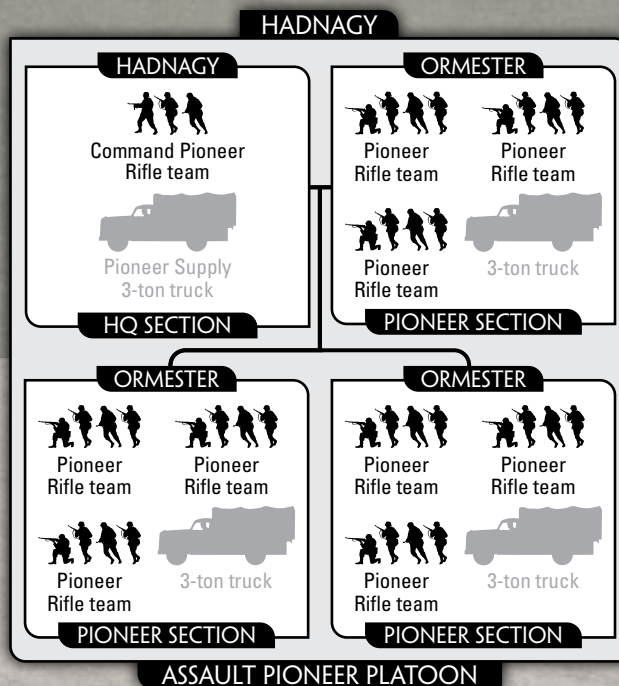 HADNAGY
HADNAGY
Command Pioneer
Rifle team
Pioneer Supply
3-ton truck
HQ SECTION
ORMESTER
Pioneer
Rifle team
Pioneer
Rifle team
Pioneer
Rifle team
3-ton truck
PIONEER SECTION
ORMESTER
Pioneer
Rifle team
Pioneer
Rifle team
Pioneer
Rifle team
3-ton truck
PIONEER SECTION
ORMESTER
Pioneer
Rifle team
Pioneer
Rifle team
Pioneer
Rifle team
3-ton truck
PIONEER SECTION
ASSAULT PIONEER PLATOON